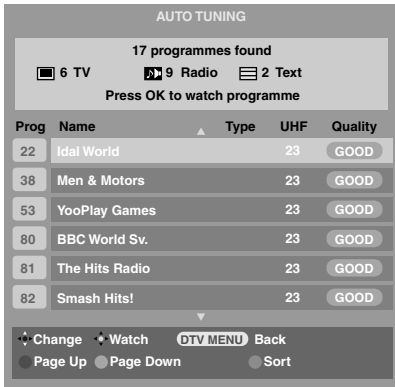 AUTO TUNING
17 programmes found
6 TV 9 Radio 2 Text
Press OK to watch programme
Prog Name Type UHF Quality
22 Idal World 23 GOOD
38 Men & Motors 23 GOOD
53 YooPlay Games 23 GOOD
80 BBC World Sv. 23 GOOD
81 The Hits Radio 23 GOOD
82 Smash Hits! 23 GOOD
Change Watch DTV MENU Back
Page Up Page Down Sort